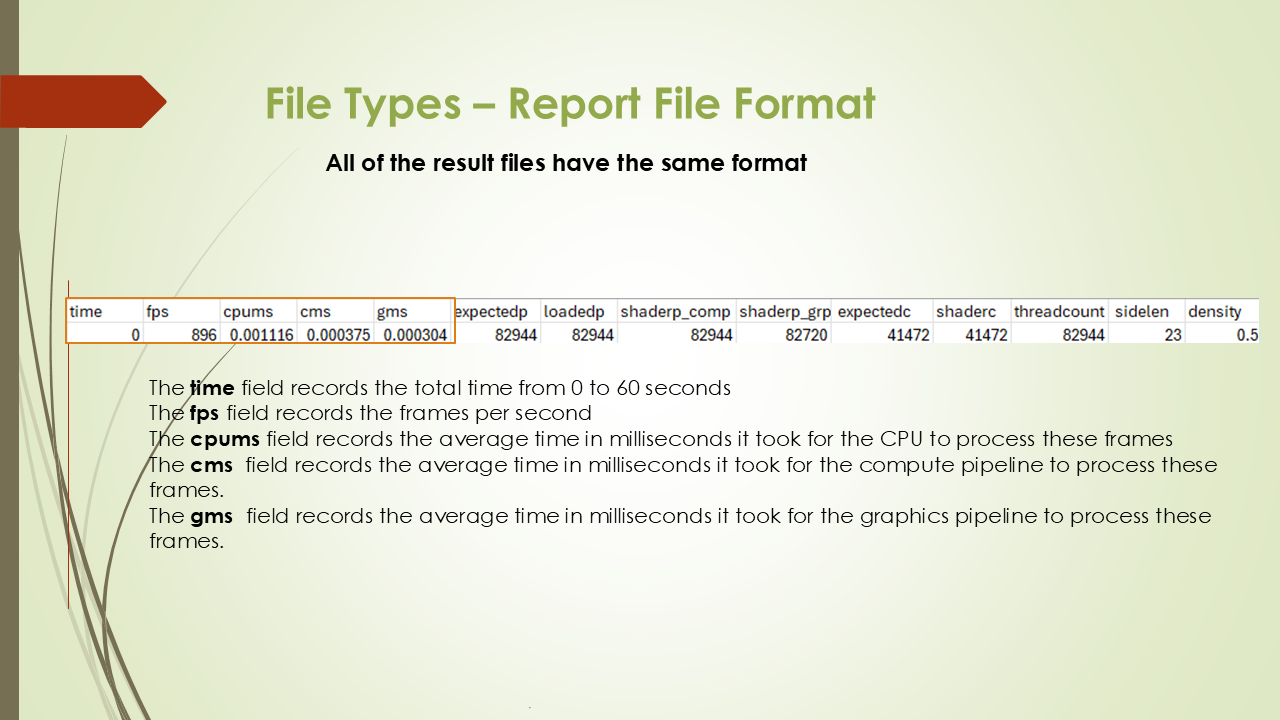 File Types – Report File Format
All of the result files have the same format
time fps cpums cms gms expectedp loadedp shaderp_comp shaderp_grp expectedc shaderc threadcount sidelen density
0 896 0.001116 0.000375 0.000304 82944 82944 82944 82720 41472 41472 82944 23 0.5
The time field records the total time from 0 to 60 seconds
The fps field records the frames per second
The cpums field records the average time in milliseconds it took for the CPU to process these frames
The cms field records the average time in milliseconds it took for the compute pipeline to process these
frames.
The gms field records the average time in milliseconds it took for the graphics pipeline to process these
frames.
.